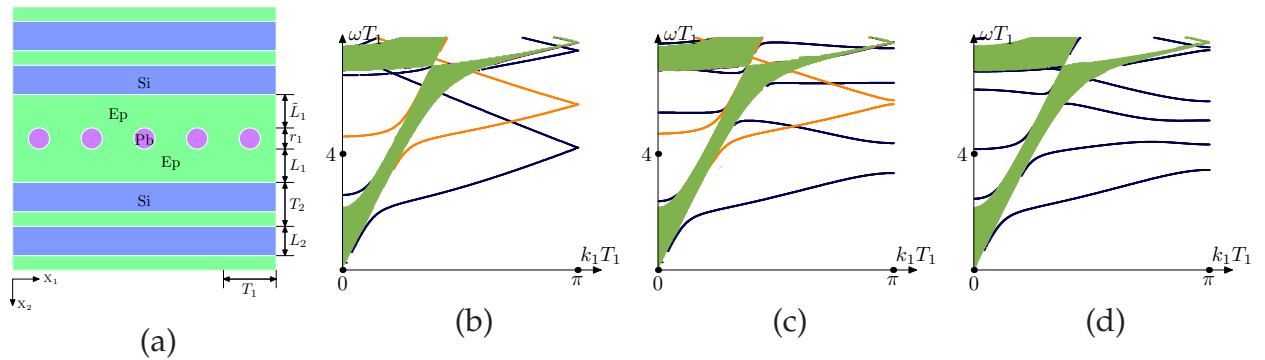 Si
Ep
Pb
Ep
Si
L̃₁
r₁
L₁
T₂
L₂
T₁
X₁
X₂
(a)
ωT₁
4
0
π
k₁T₁
(b)
ωT₁
4
0
π
k₁T₁
(c)
ωT₁
4
0
π
k₁T₁
(d)